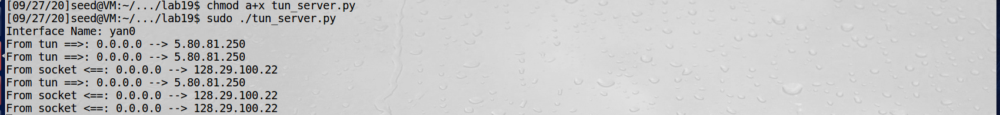 [09/27/20]seed@VM:~/.../lab19$ chmod a+x tun_server.py
[09/27/20]seed@VM:~/.../lab19$ sudo ./tun_server.py
Interface Name: yan0
From tun ==>: 0.0.0.0 --> 5.80.81.250
From tun ==>: 0.0.0.0 --> 5.80.81.250
From socket <==: 0.0.0.0 --> 128.29.100.22
From tun ==>: 0.0.0.0 --> 5.80.81.250
From socket <==: 0.0.0.0 --> 128.29.100.22
From socket <==: 0.0.0.0 --> 128.29.100.22